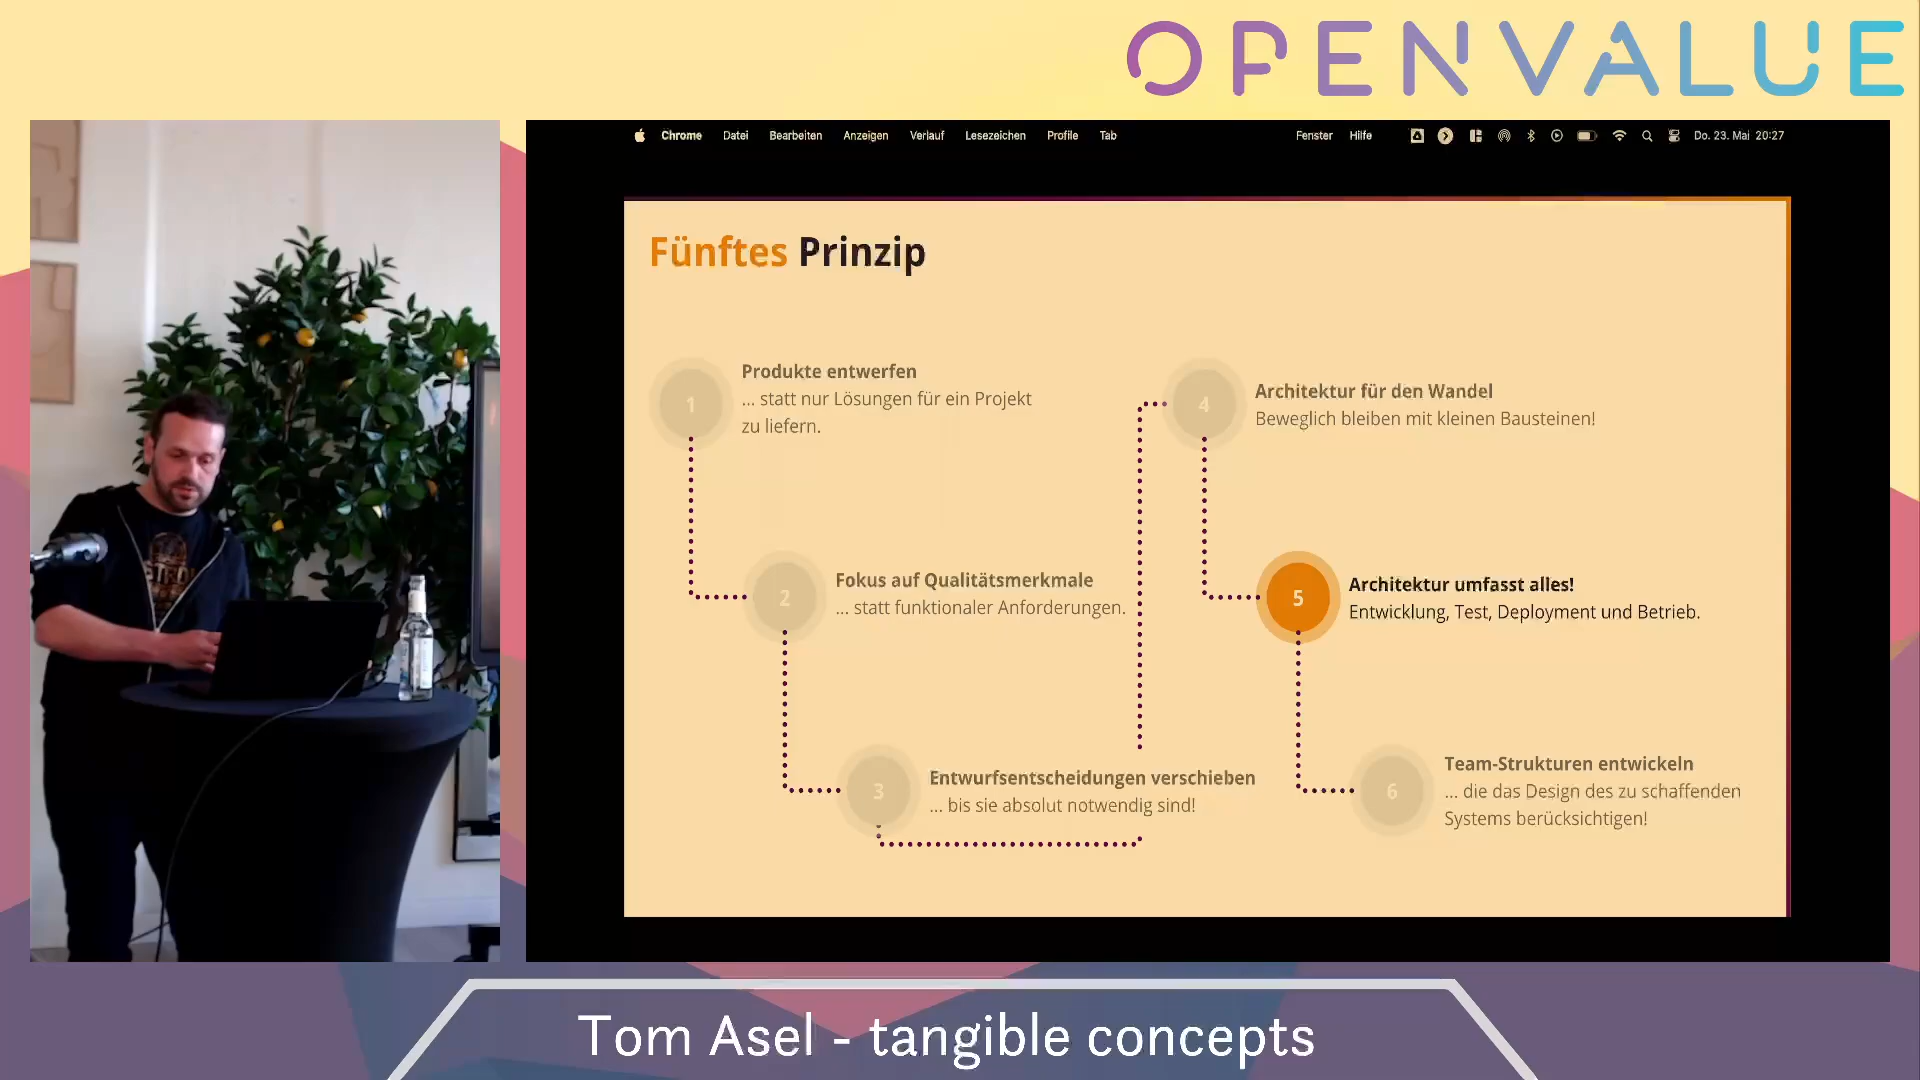 OPENVALUE
Chrome Datei Bearbeiten Anzeigen Verlauf Lesezeichen Profile Tab Fenster Hilfe Do. 23. Mai 20:27
Fünftes Prinzip
1
Produkte entwerfen
... statt nur Lösungen für ein Projekt
zu liefern.
2
Fokus auf Qualitätsmerkmale
... statt funktionaler Anforderungen.
3
Entwurfsentscheidungen verschieben
... bis sie absolut notwendig sind!
4
Architektur für den Wandel
Beweglich bleiben mit kleinen Bausteinen!
5
Architektur umfasst alles!
Entwicklung, Test, Deployment und Betrieb.
6
Team-Strukturen entwickeln
... die das Design des zu schaffenden
Systems berücksichtigen!
Tom Asel - tangible concepts